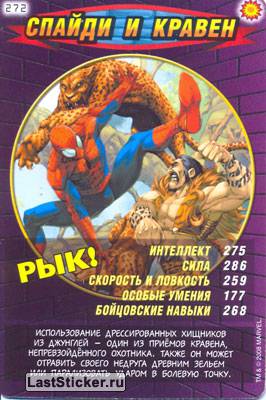 272
СПАЙДИ И КРАВЕН
РЫК!
ИНТЕЛЛЕКТ 275
СИЛА 286
СКОРОСТЬ И ЛОВКОСТЬ 259
ОСОБЫЕ УМЕНИЯ 177
БОЙЦОВСКИЕ НАВЫКИ 268
ИСПОЛЬЗОВАНИЕ ДРЕССИРОВАННЫХ ХИЩНИКОВ
ИЗ ДЖУНГЛЕЙ – ОДИН ИЗ ПРИЁМОВ КРАВЕНА,
НЕПРЕВЗОЙДЁННОГО ОХОТНИКА. ТАКЖЕ ОН МОЖЕТ
ОТРАВИТЬ СВОЕГО НЕДРУГА ДРЕВНИМ ЗЕЛЬЕМ
ИЛИ ПАРАЛИЗОВАТЬ УДАРОМ В БОЛЕВУЮ ТОЧКУ.
TM & © 2008 MARVEL.
LastSticker.ru